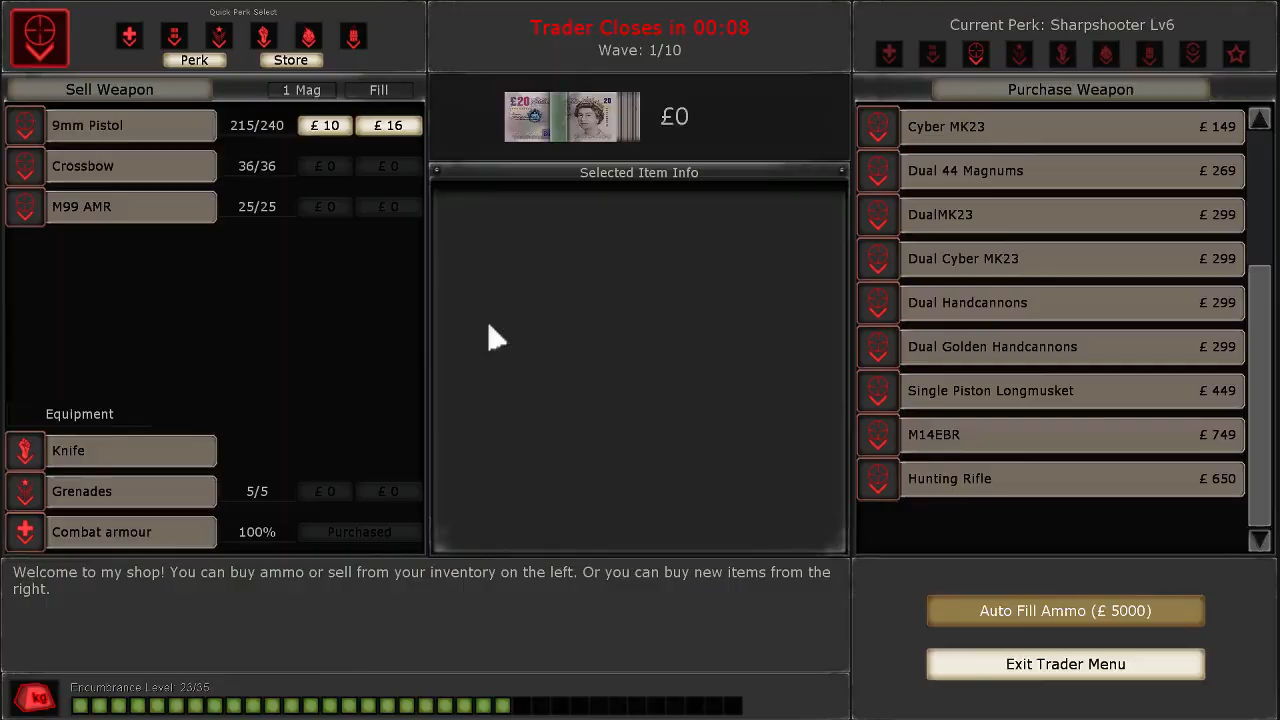 Quick Perk Select
Perk
Store
Trader Closes in 00:08
Wave: 1/10
Current Perk: Sharpshooter Lv6
Sell Weapon
1 Mag
Fill
9mm Pistol 215/240 £ 10 £ 16
Crossbow 36/36 £ 0 £ 0
M99 AMR 25/25 £ 0 £ 0
Equipment
Knife
Grenades 5/5 £ 0 £ 0
Combat armour 100% Purchased
£20
20
£0
Selected Item Info
Purchase Weapon
Cyber MK23 £ 149
Dual 44 Magnums £ 269
DualMK23 £ 299
Dual Cyber MK23 £ 299
Dual Handcannons £ 299
Dual Golden Handcannons £ 299
Single Piston Longmusket £ 449
M14EBR £ 749
Hunting Rifle £ 650
Welcome to my shop! You can buy ammo or sell from your inventory on the left. Or you can buy new items from the
right.
Auto Fill Ammo (£ 5000)
Exit Trader Menu
kg
Encumbrance Level: 23/35